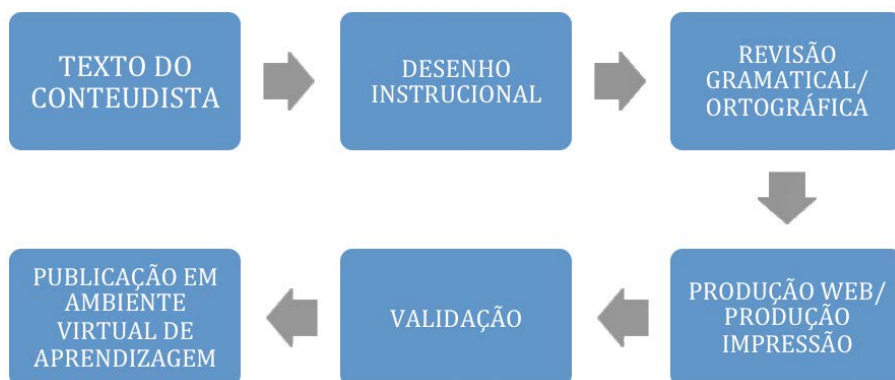 TEXTO DO
CONTEUDISTA
DESENHO
INSTRUCIONAL
REVISÃO
GRAMATICAL/
ORTOGRÁFICA
PRODUÇÃO WEB/
PRODUÇÃO
IMPRESSÃO
VALIDAÇÃO
PUBLICAÇÃO EM
AMBIENTE
VIRTUAL DE
APRENDIZAGEM